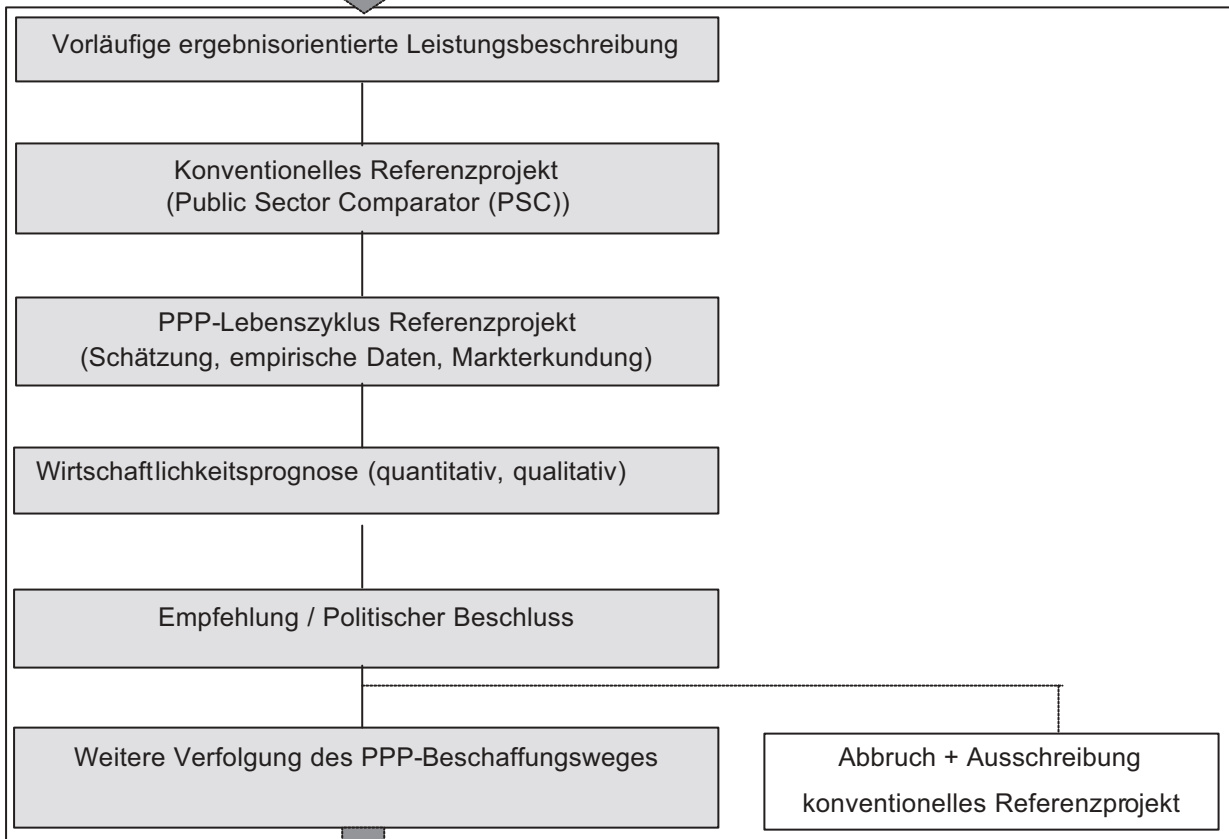 Vorläufige ergebnisorientierte Leistungsbeschreibung
Konventionelles Referenzprojekt
(Public Sector Comparator (PSC))
PPP-Lebenszyklus Referenzprojekt
(Schätzung, empirische Daten, Markterkundung)
Wirtschaftlichkeitsprognose (quantitativ, qualitativ)
Empfehlung / Politischer Beschluss
Weitere Verfolgung des PPP-Beschaffungsweges
Abbruch + Ausschreibung
konventionelles Referenzprojekt